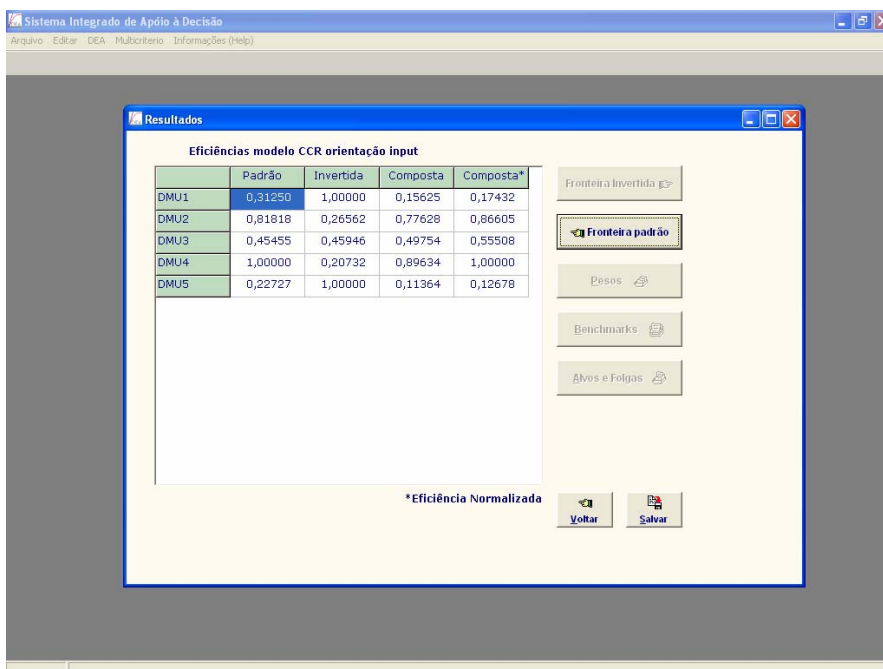 Sistema Integrado de Apóio à Decisão
Arquivo Editar DEA Multicriterio Informações (Help)
Resultados
Eficiências modelo CCR orientação input
Padrão Invertida Composta Composta*
DMU1 0,31250 1,00000 0,15625 0,17432
DMU2 0,81818 0,26562 0,77628 0,86605
DMU3 0,45455 0,45946 0,49754 0,55508
DMU4 1,00000 0,20732 0,89634 1,00000
DMU5 0,22727 1,00000 0,11364 0,12678
Fronteira Invertida
Fronteira padrão
Pesos
Benchmarks
Alvos e Folgas
*Eficiência Normalizada
Voltar Salvar